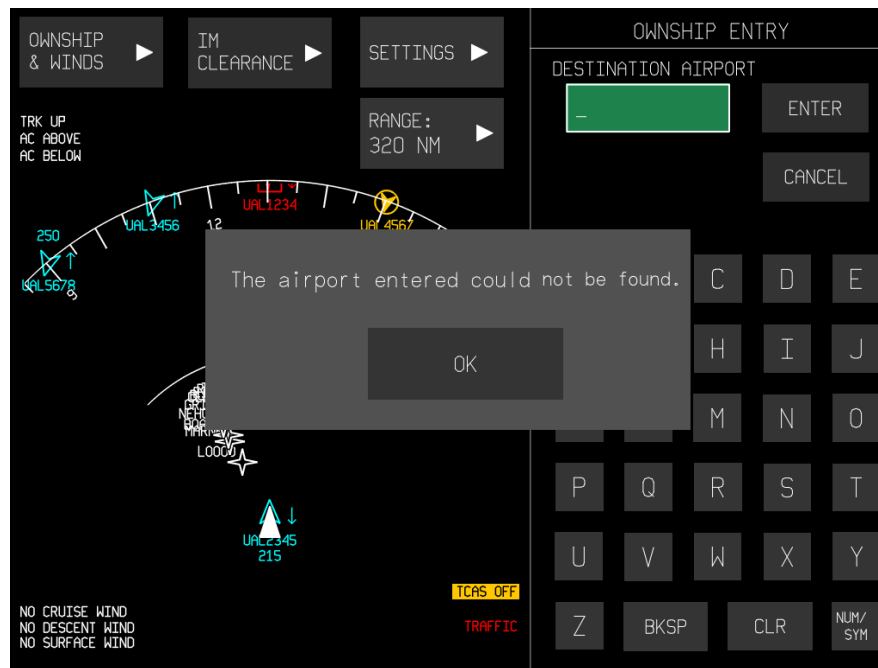 OWNSHIP
& WINDS
IM
CLEARANCE
SETTINGS
RANGE:
320 NM
TRK UP
AC ABOVE
AC BELOW
UAL3456
UAL1234
UAL4567
12
250
UAL5678
9
LOOCU
UAL2345
215
TCAS OFF
TRAFFIC
NO CRUISE WIND
NO DESCENT WIND
NO SURFACE WIND
The airport entered could not be found.
OK
OWNSHIP ENTRY
DESTINATION AIRPORT
_
ENTER
CANCEL
C D E
H I J
M N O
P Q R S T
U V W X Y
Z BKSP CLR NUM/
SYM